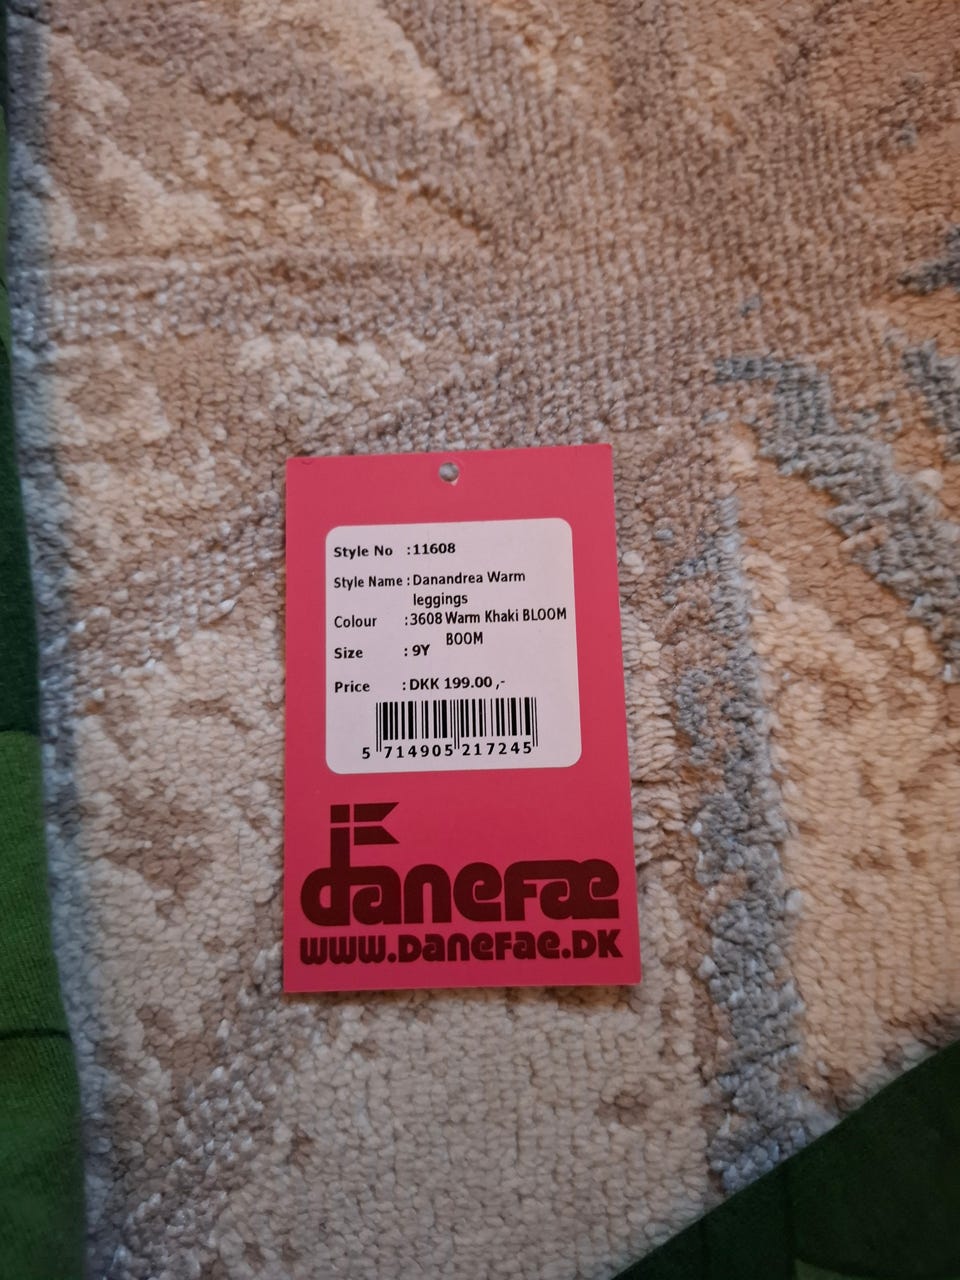 Style No :11608
Style Name : Danandrea Warm
leggings
Colour :3608 Warm Khaki BLOOM
BOOM
Size : 9Y
Price : DKK 199.00 ,-
5 714905 217245
danefæ
www.Danefae.DK